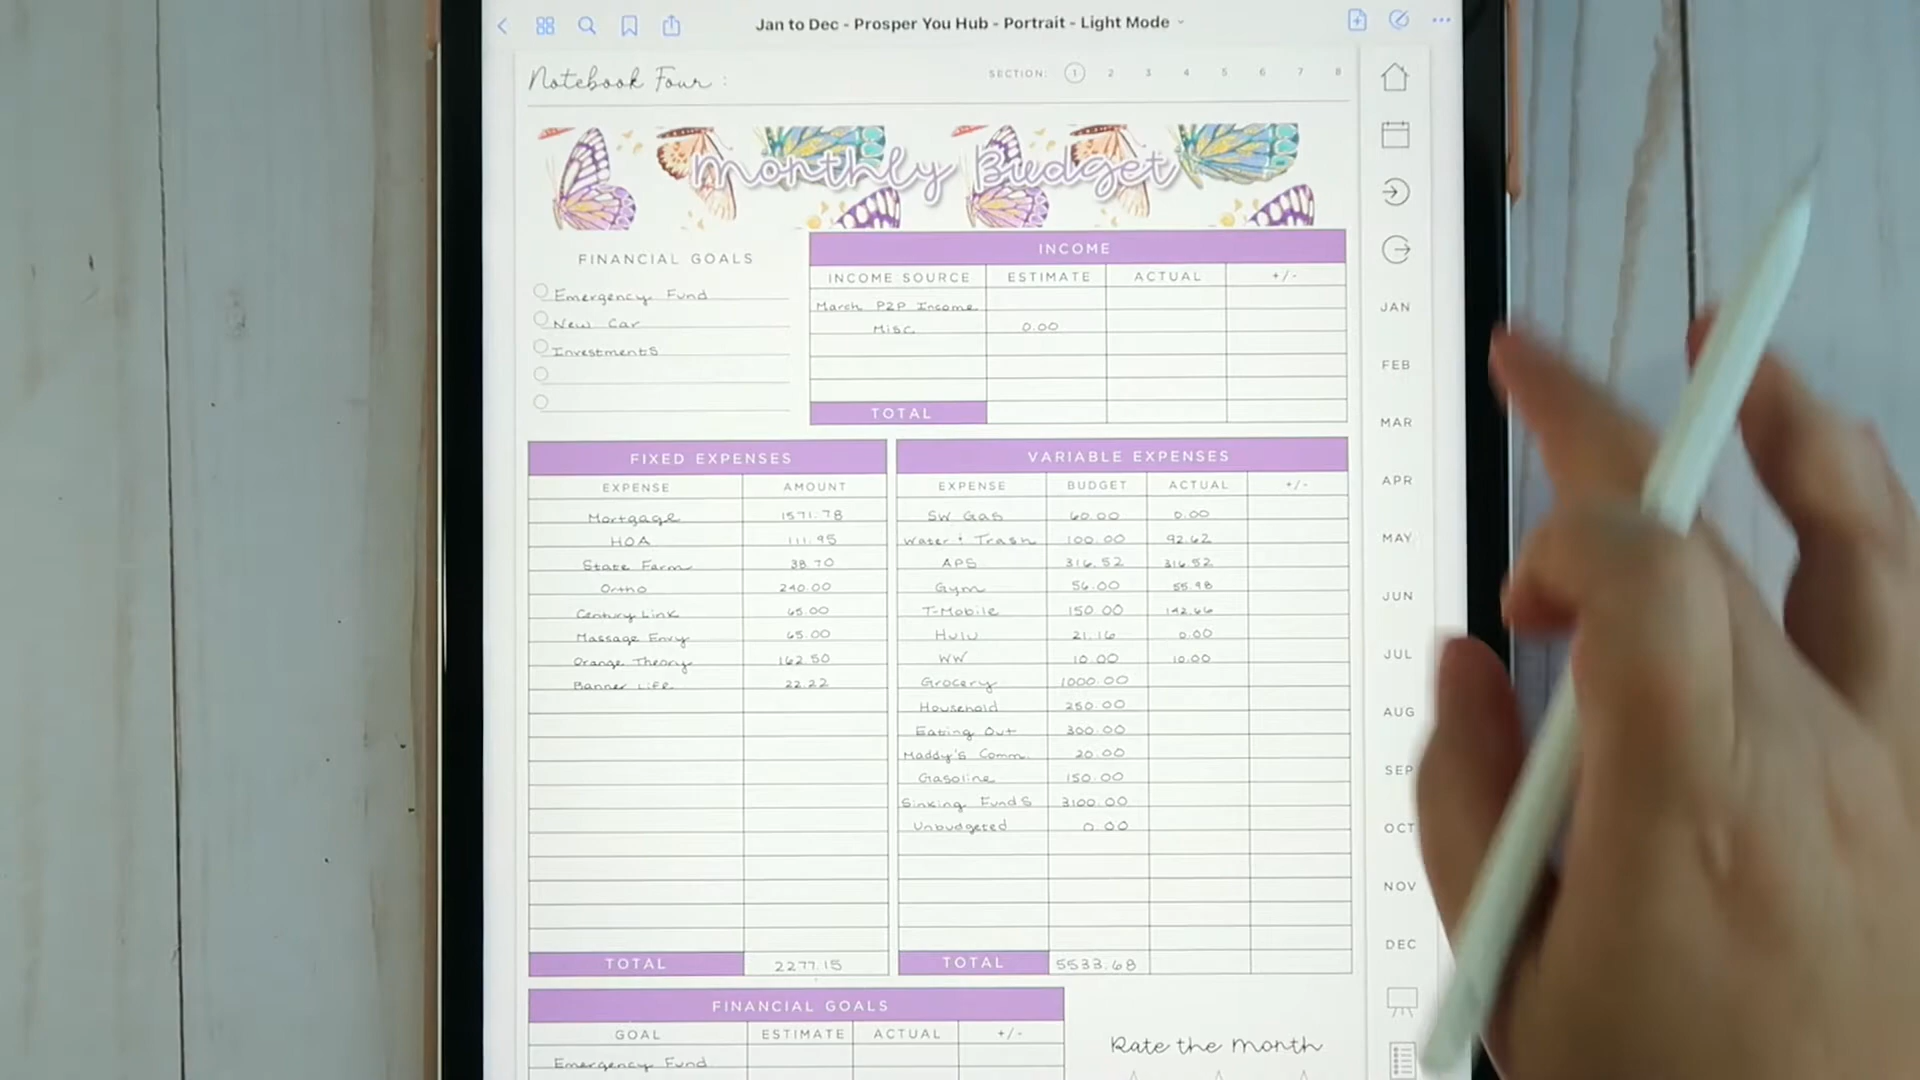 Jan to Dec - Prosper You Hub - Portrait - Light Mode
Notebook Four :
SECTION: 1 2 3 4 5 6 7 8
Monthly Budget
FINANCIAL GOALS
Emergency Fund
New Car
Investments
INCOME
INCOME SOURCE ESTIMATE ACTUAL +/-
March P2P Income
Misc 0.00
TOTAL
FIXED EXPENSES
EXPENSE AMOUNT
Mortgage 1571.78
HOA 111.95
State Farm 38.70
Ortho 240.00
Century Link 65.00
Massage Envy 65.00
Orange Theory 162.50
Banner Life 22.22
TOTAL 2277.15
VARIABLE EXPENSES
EXPENSE BUDGET ACTUAL +/-
SW Gas 60.00 0.00
Water + Trash 100.00 92.62
APS 316.52 316.52
Gym 56.00 55.98
T-Mobile 150.00 142.66
Hulu 21.16 0.00
WW 10.00 10.00
Grocery 1000.00
Household 250.00
Eating Out 300.00
Maddy's Comm. 20.00
Gasoline 150.00
Sinking Funds 3100.00
Unbudgeted 0.00
TOTAL 5533.68
FINANCIAL GOALS
GOAL ESTIMATE ACTUAL +/-
Emergency Fund
Rate the Month
JAN
FEB
MAR
APR
MAY
JUN
JUL
AUG
SEP
OCT
NOV
DEC